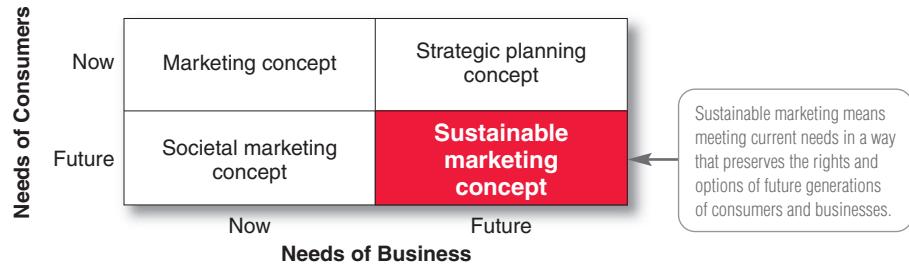 Needs of Consumers
Now
Marketing concept
Strategic planning
concept
Future
Societal marketing
concept
Sustainable
marketing
concept
Sustainable marketing means
meeting current needs in a way
that preserves the rights and
options of future generations
of consumers and businesses.
Now
Future
Needs of Business